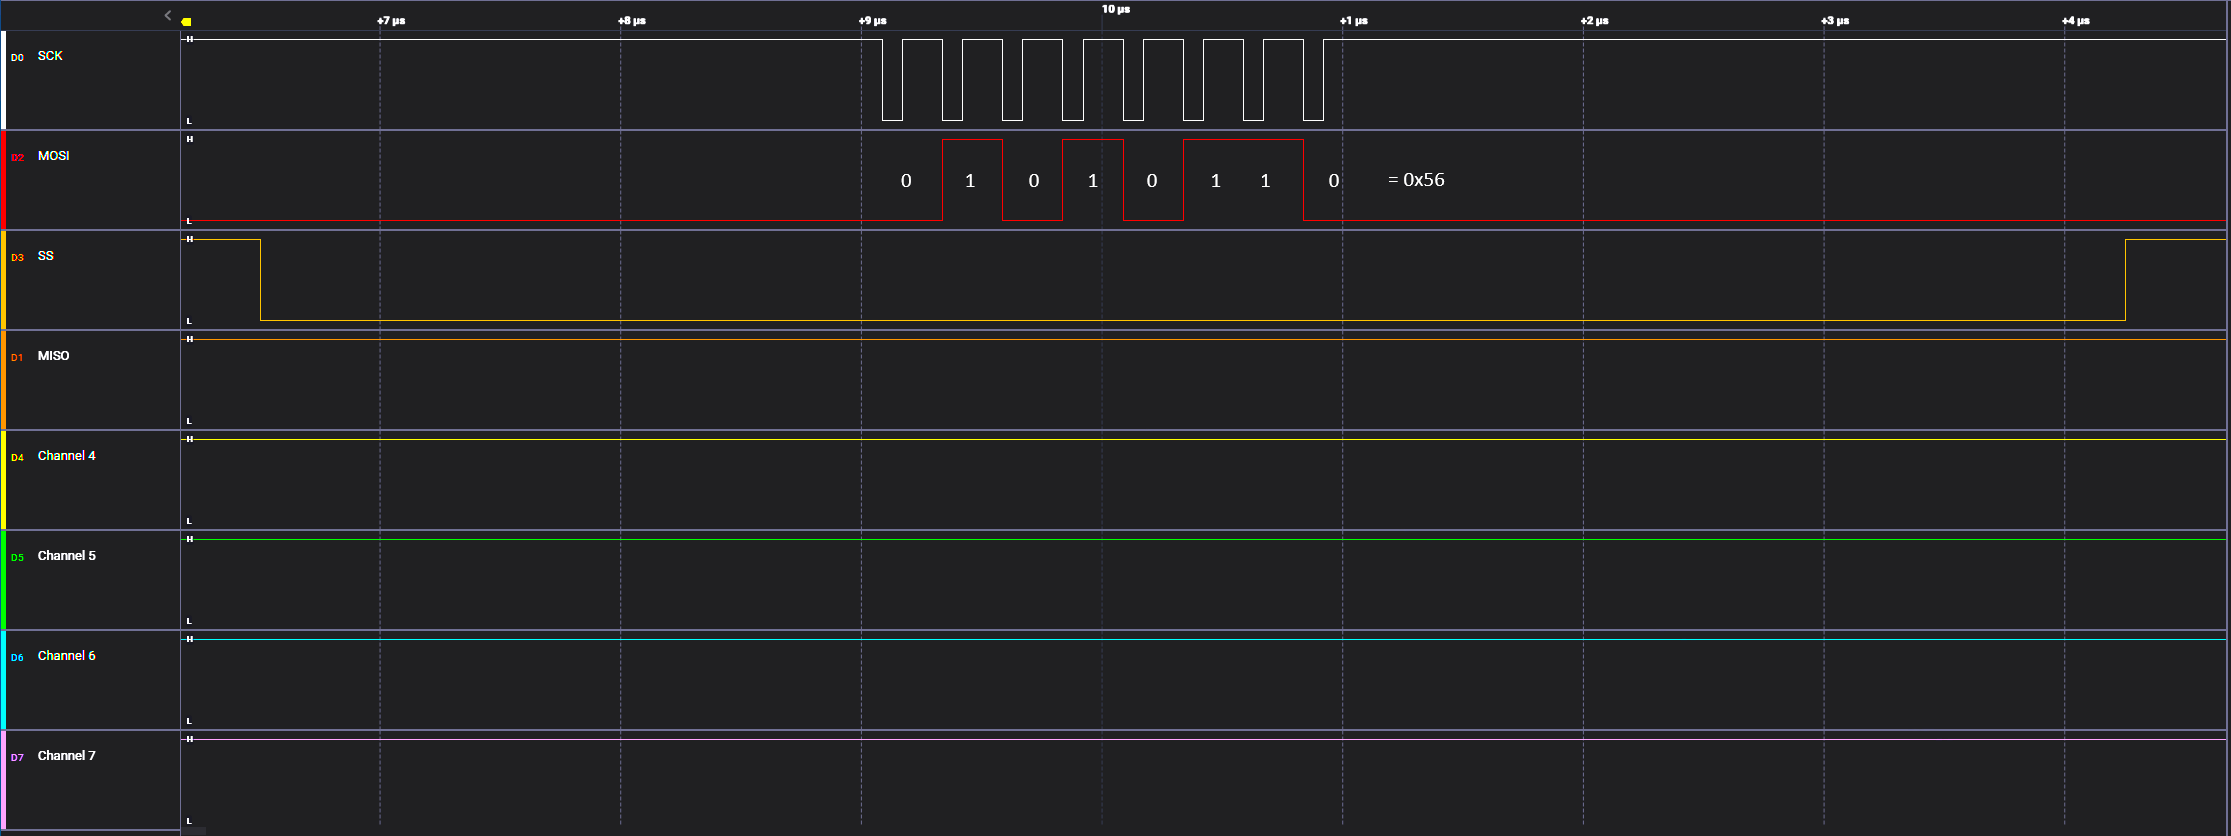 10 µs
+7 µs +8 µs +9 µs +1 µs +2 µs +3 µs +4 µs
H
D0 SCK
L
H
D2 MOSI
0 1 0 1 0 1 1 0 = 0x56
L
H
D3 SS
L
H
D1 MISO
L
H
D4 Channel 4
L
H
D5 Channel 5
L
H
D6 Channel 6
L
H
D7 Channel 7
L